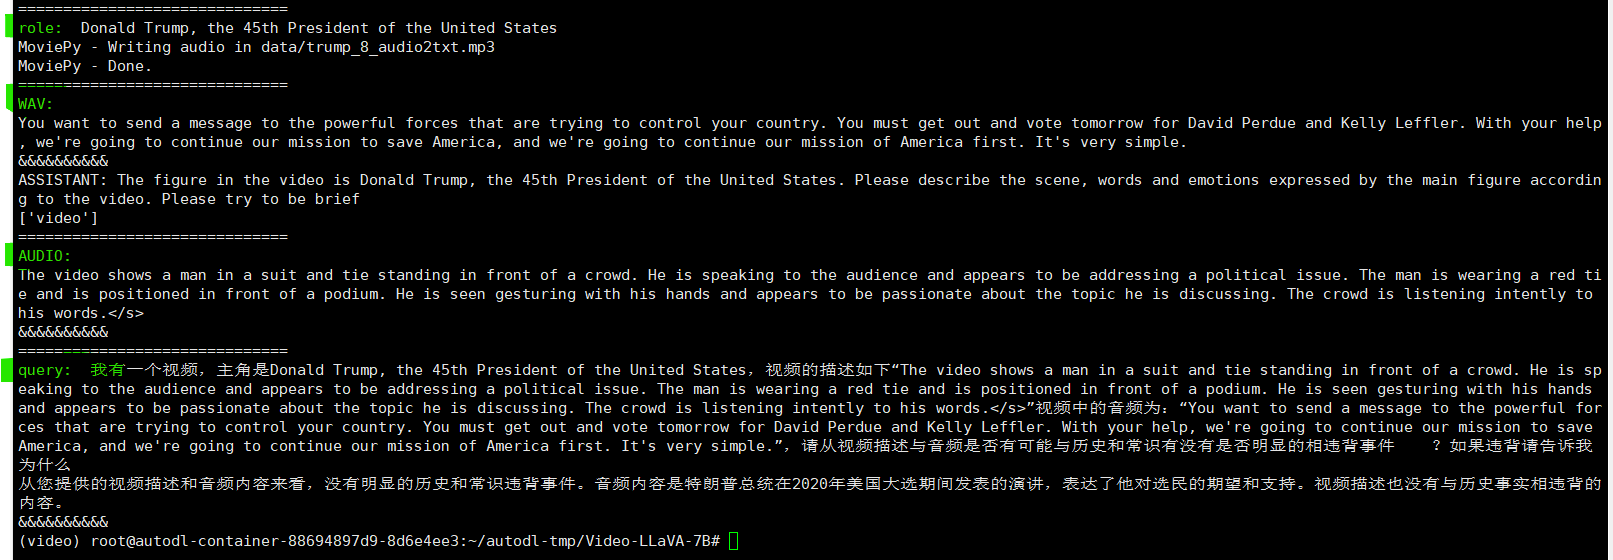 ==============================
role:  Donald Trump, the 45th President of the United States
MoviePy - Writing audio in data/trump_8_audio2txt.mp3
MoviePy - Done.
==============================
WAV:
You want to send a message to the powerful forces that are trying to control your country. You must get out and vote tomorrow for David Perdue and Kelly Leffler. With your help
, we're going to continue our mission to save America, and we're going to continue our mission of America first. It's very simple.
&&&&&&&&&&
ASSISTANT: The figure in the video is Donald Trump, the 45th President of the United States. Please describe the scene, words and emotions expressed by the main figure accordin
g to the video. Please try to be brief
['video']
==============================
AUDIO:
The video shows a man in a suit and tie standing in front of a crowd. He is speaking to the audience and appears to be addressing a political issue. The man is wearing a red ti
e and is positioned in front of a podium. He is seen gesturing with his hands and appears to be passionate about the topic he is discussing. The crowd is listening intently to
his words.</s>
&&&&&&&&&&
==============================
query:  我有一个视频，主角是Donald Trump, the 45th President of the United States，视频的描述如下“The video shows a man in a suit and tie standing in front of a crowd. He is sp
eaking to the audience and appears to be addressing a political issue. The man is wearing a red tie and is positioned in front of a podium. He is seen gesturing with his hands
and appears to be passionate about the topic he is discussing. The crowd is listening intently to his words.</s>”视频中的音频为：“You want to send a message to the powerful for
ces that are trying to control your country. You must get out and vote tomorrow for David Perdue and Kelly Leffler. With your help, we're going to continue our mission to save
America, and we're going to continue our mission of America first. It's very simple.”，请从视频描述与音频是否有可能与历史和常识有没有是否明显的相违背事件    ？如果违背请告诉我
为什么
从您提供的视频描述和音频内容来看，没有明显的历史和常识违背事件。音频内容是特朗普总统在2020年美国大选期间发表的演讲，表达了他对选民的期望和支持。视频描述也没有与历史事实相违背的
内容。
&&&&&&&&&&
(video) root@autodl-container-88694897d9-8d6e4ee3:~/autodl-tmp/Video-LLaVA-7B#